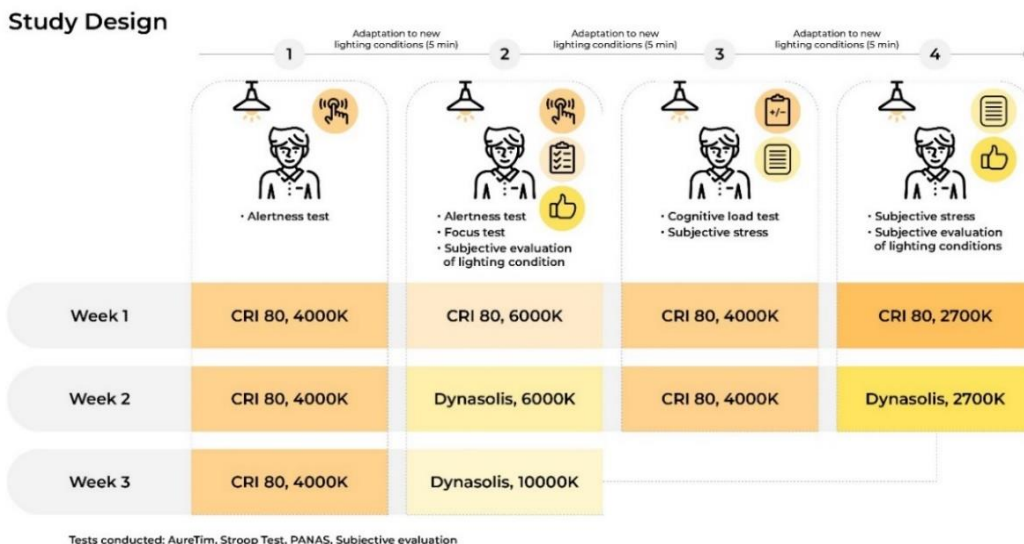 Study Design
1
Adaptation to new
lighting conditions (5 min)
2
Adaptation to new
lighting conditions (5 min)
3
Adaptation to new
lighting conditions (5 min)
4
+/-
• Alertness test
• Alertness test
• Focus test
• Subjective evaluation
of lighting condition
• Cognitive load test
• Subjective stress
• Subjective stress
• Subjective evaluation
of lighting conditions
Week 1
CRI 80, 4000K
CRI 80, 6000K
CRI 80, 4000K
CRI 80, 2700K
Week 2
CRI 80, 4000K
Dynasolis, 6000K
CRI 80, 4000K
Dynasolis, 2700K
Week 3
CRI 80, 4000K
Dynasolis, 10000K
Tests conducted: AureTim, Stroop Test, PANAS, Subjective evaluation